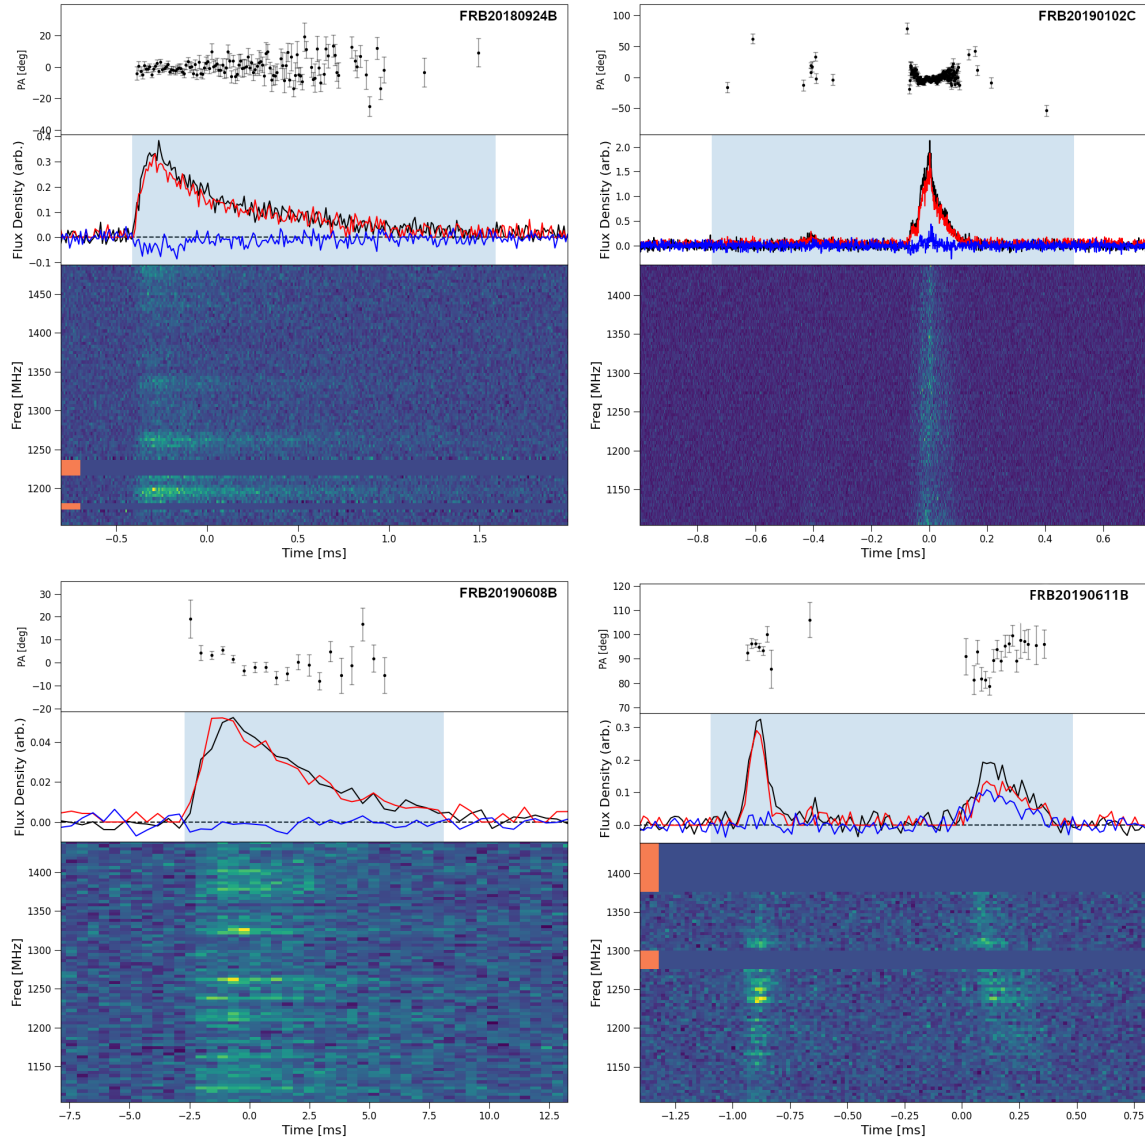 FRB20180924B
PA [deg]
20
0
−20
−40
Flux Density (arb.)
0.4
0.3
0.2
0.1
0.0
−0.1
Freq [MHz]
1450
1400
1350
1300
1250
1200
−0.5 0.0 0.5 1.0 1.5
Time [ms]
FRB20190102C
PA [deg]
100
50
0
−50
Flux Density (arb.)
2.0
1.5
1.0
0.5
0.0
Freq [MHz]
1400
1350
1300
1250
1200
1150
−0.8 −0.6 −0.4 −0.2 0.0 0.2 0.4 0.6
Time [ms]
FRB20190608B
PA [deg]
30
20
10
0
−10
−20
Flux Density (arb.)
0.04
0.02
0.00
Freq [MHz]
1400
1350
1300
1250
1200
1150
−7.5 −5.0 −2.5 0.0 2.5 5.0 7.5 10.0 12.5
Time [ms]
FRB20190611B
PA [deg]
120
110
100
90
80
70
Flux Density (arb.)
0.3
0.2
0.1
0.0
Freq [MHz]
1400
1350
1300
1250
1200
1150
−1.25 −1.00 −0.75 −0.50 −0.25 0.00 0.25 0.50 0.75
Time [ms]